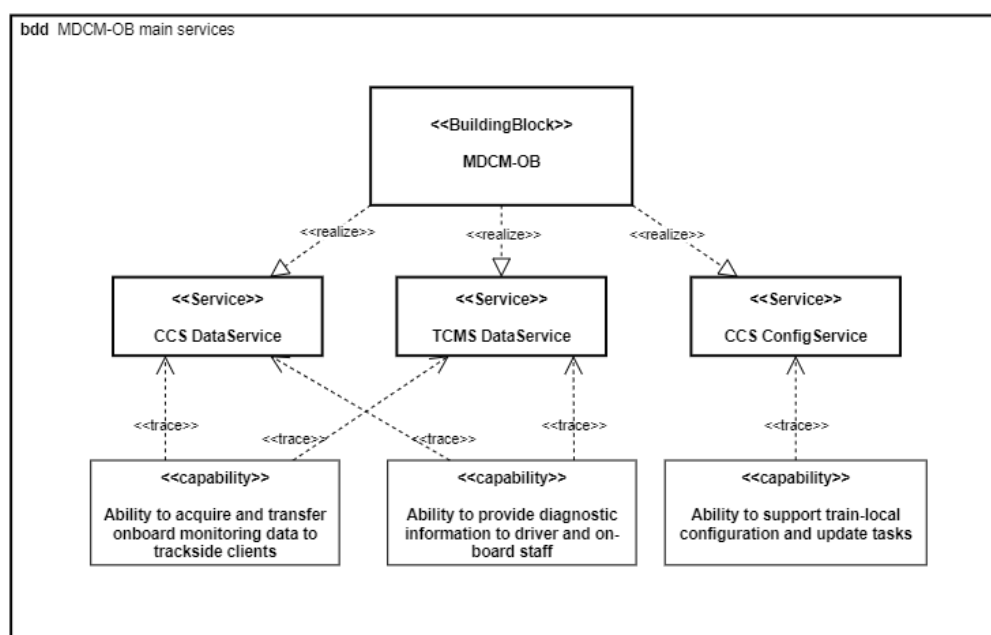 bdd MDCM-OB main services
<<BuildingBlock>>
MDCM-OB
<<realize>>
<<realize>>
<<realize>>
<<Service>>
CCS DataService
<<Service>>
TCMS DataService
<<Service>>
CCS ConfigService
<<trace>>
<<trace>>
<<trace>>
<<trace>>
<<trace>>
<<capability>>
Ability to acquire and transfer
onboard monitoring data to
trackside clients
<<capability>>
Ability to provide diagnostic
information to driver and on-
board staff
<<capability>>
Ability to support train-local
configuration and update tasks